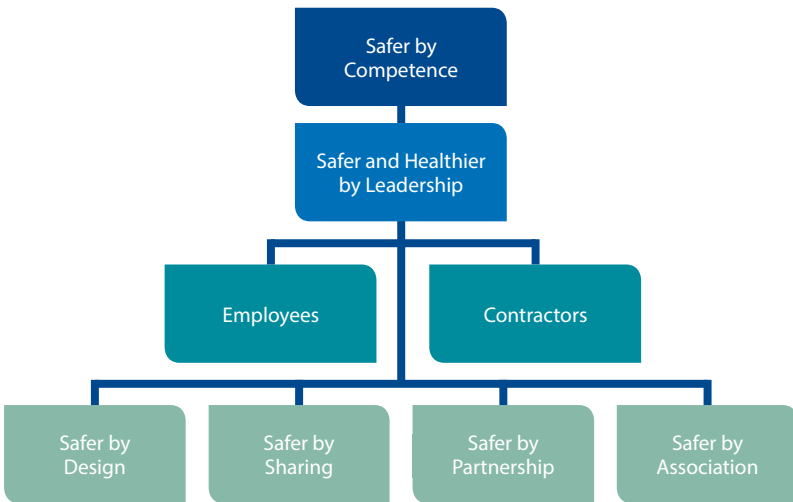 Safer by
Competence
Safer and Healthier
by Leadership
Employees
Contractors
Safer by
Design
Safer by
Sharing
Safer by
Partnership
Safer by
Association